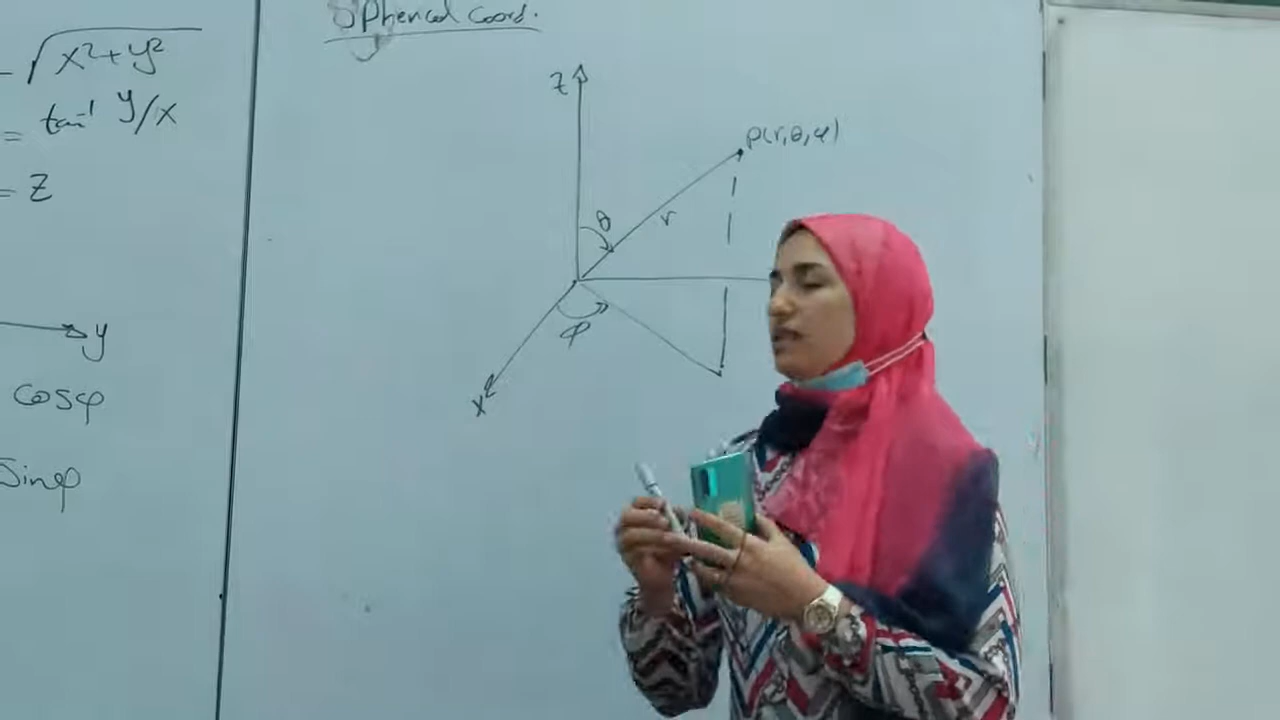 √x²+y²
= tan⁻¹ y/x
= z
y
cosφ
sinφ
Spherical Coord.
z
P(r,θ,φ)
θ
r
φ
x